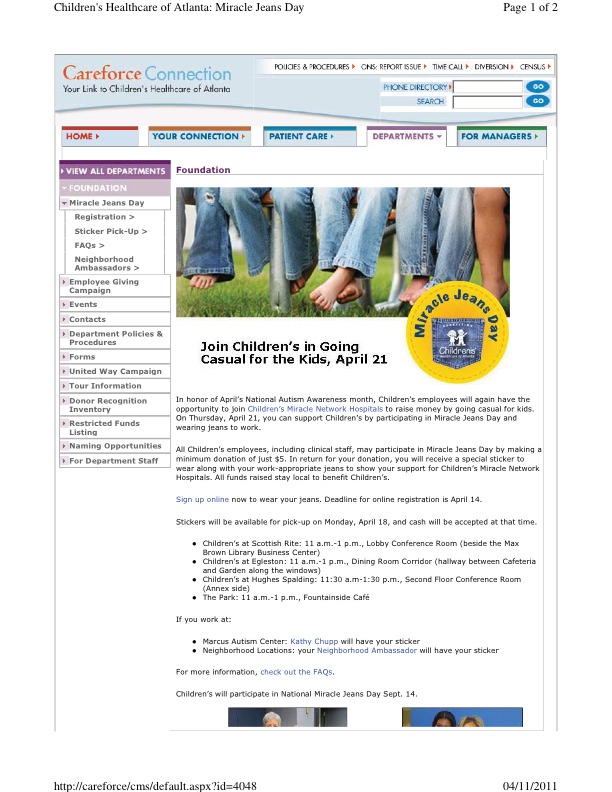 Children's Healthcare of Atlanta: Miracle Jeans Day Page 1 of 2
Careforce Connection
Your Link to Children's Healthcare of Atlanta
POLICIES & PROCEDURES ONS: REPORT ISSUE TIME CALL DIVERSION CENSUS
PHONE DIRECTORY GO
SEARCH GO
HOME YOUR CONNECTION PATIENT CARE DEPARTMENTS FOR MANAGERS
VIEW ALL DEPARTMENTS
FOUNDATION
Miracle Jeans Day
Registration >
Sticker Pick-Up >
FAQs >
Neighborhood
Ambassadors >
Employee Giving
Campaign
Events
Contacts
Department Policies &
Procedures
Forms
United Way Campaign
Tour Information
Donor Recognition
Inventory
Restricted Funds
Listing
Naming Opportunities
For Department Staff
Foundation
Miracle Jeans Day
Children's
Healthcare of Atlanta
Join Children's in Going
Casual for the Kids, April 21
In honor of April's National Autism Awareness month, Children's employees will again have the
opportunity to join Children's Miracle Network Hospitals to raise money by going casual for kids.
On Thursday, April 21, you can support Children's by participating in Miracle Jeans Day and
wearing jeans to work.
All Children's employees, including clinical staff, may participate in Miracle Jeans Day by making a
minimum donation of just $5. In return for your donation, you will receive a special sticker to
wear along with your work-appropriate jeans to show your support for Children's Miracle Network
Hospitals. All funds raised stay local to benefit Children's.
Sign up online now to wear your jeans. Deadline for online registration is April 14.
Stickers will be available for pick-up on Monday, April 18, and cash will be accepted at that time.
● Children's at Scottish Rite: 11 a.m.-1 p.m., Lobby Conference Room (beside the Max
Brown Library Business Center)
● Children's at Egleston: 11 a.m.-1 p.m., Dining Room Corridor (hallway between Cafeteria
and Garden along the windows)
● Children's at Hughes Spalding: 11:30 am-1:30 p.m., Second Floor Conference Room
(Annex side)
● The Park: 11 a.m.-1 p.m., Fountainside Café
If you work at:
● Marcus Autism Center: Kathy Chupp will have your sticker
● Neighborhood Locations: your Neighborhood Ambassador will have your sticker
For more information, check out the FAQs.
Children's will participate in National Miracle Jeans Day Sept. 14.
http://careforce/cms/default.aspx?id=4048 04/11/2011